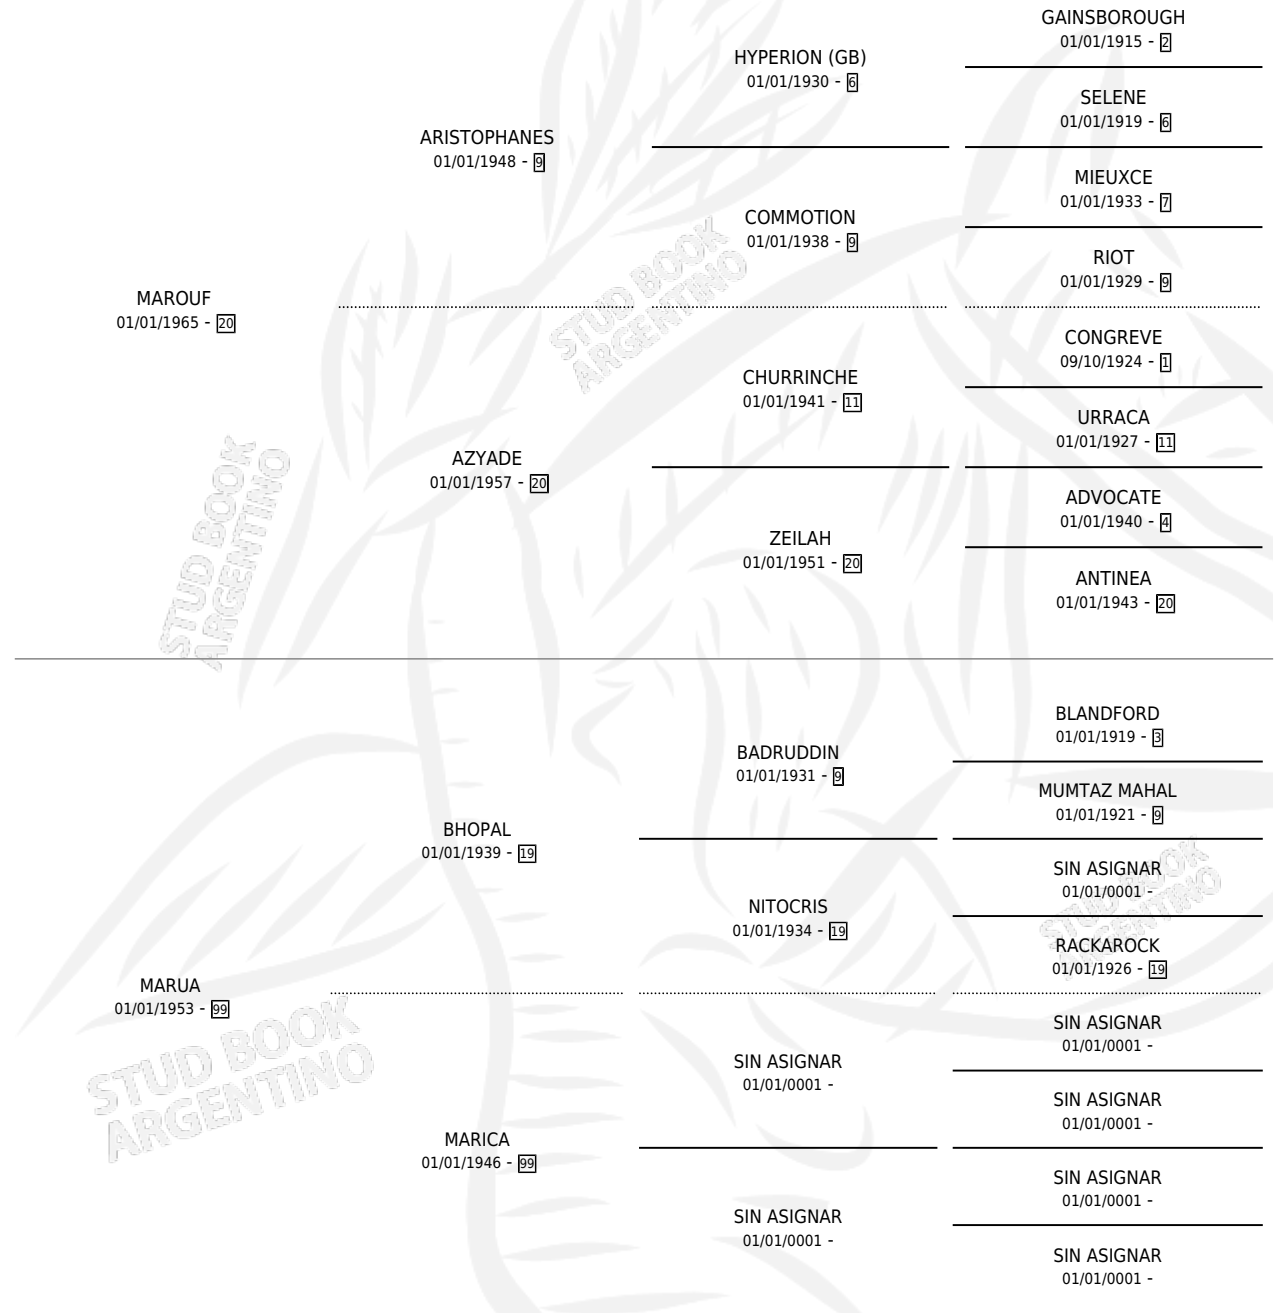 GAINSBOROUGH
01/01/1915 - 2
HYPERION (GB)
01/01/1930 - 6
SELENE
01/01/1919 - 6
ARISTOPHANES
01/01/1948 - 9
MIEUXCE
01/01/1933 - 7
COMMOTION
01/01/1938 - 9
RIOT
01/01/1929 - 9
MAROUF
01/01/1965 - 20
CONGREVE
09/10/1924 - 1
CHURRINCHE
01/01/1941 - 11
URRACA
01/01/1927 - 11
AZYADE
01/01/1957 - 20
ADVOCATE
01/01/1940 - 4
ZEILAH
01/01/1951 - 20
ANTINEA
01/01/1943 - 20
BLANDFORD
01/01/1919 - 3
BADRUDDIN
01/01/1931 - 9
MUMTAZ MAHAL
01/01/1921 - 9
BHOPAL
01/01/1939 - 19
SIN ASIGNAR
01/01/0001 -
NITOCRIS
01/01/1934 - 19
RACKAROCK
01/01/1926 - 19
MARUA
01/01/1953 - 99
SIN ASIGNAR
01/01/0001 -
SIN ASIGNAR
01/01/0001 -
SIN ASIGNAR
01/01/0001 -
MARICA
01/01/1946 - 99
SIN ASIGNAR
01/01/0001 -
SIN ASIGNAR
01/01/0001 -
SIN ASIGNAR
01/01/0001 -
STUD BOOK
ARGENTINO
STUD BOOK
ARGENTINO
STUD BOOK
ARGENTINO
STUD BOOK
ARGENTINO